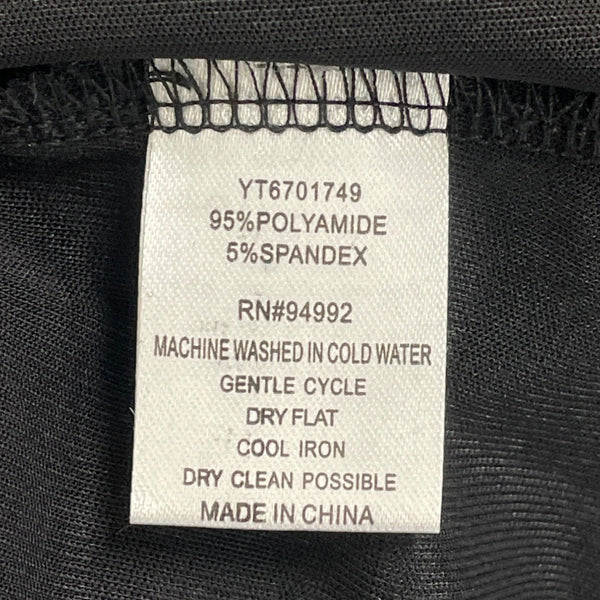 YT6701749
95%POLYAMIDE
5%SPANDEX
RN#94992
MACHINE WASHED IN COLD WATER
GENTLE CYCLE
DRY FLAT
COOL IRON
DRY CLEAN POSSIBLE
MADE IN CHINA